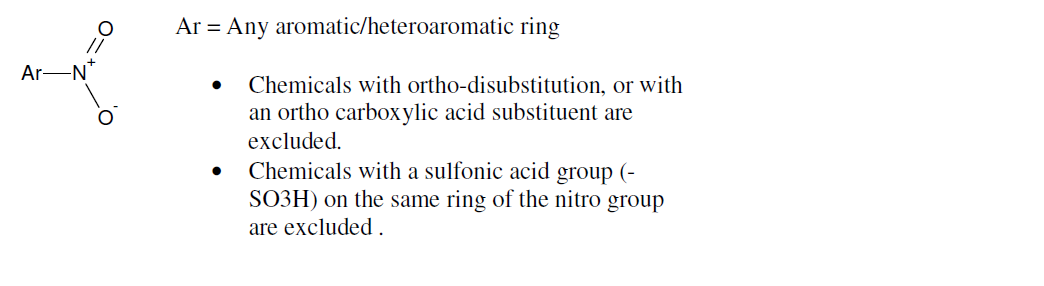 Ar = Any aromatic/heteroaromatic ring
O
Ar—N+
O-
• Chemicals with ortho-disubstitution, or with
an ortho carboxylic acid substituent are
excluded.
• Chemicals with a sulfonic acid group (-
SO3H) on the same ring of the nitro group
are excluded .